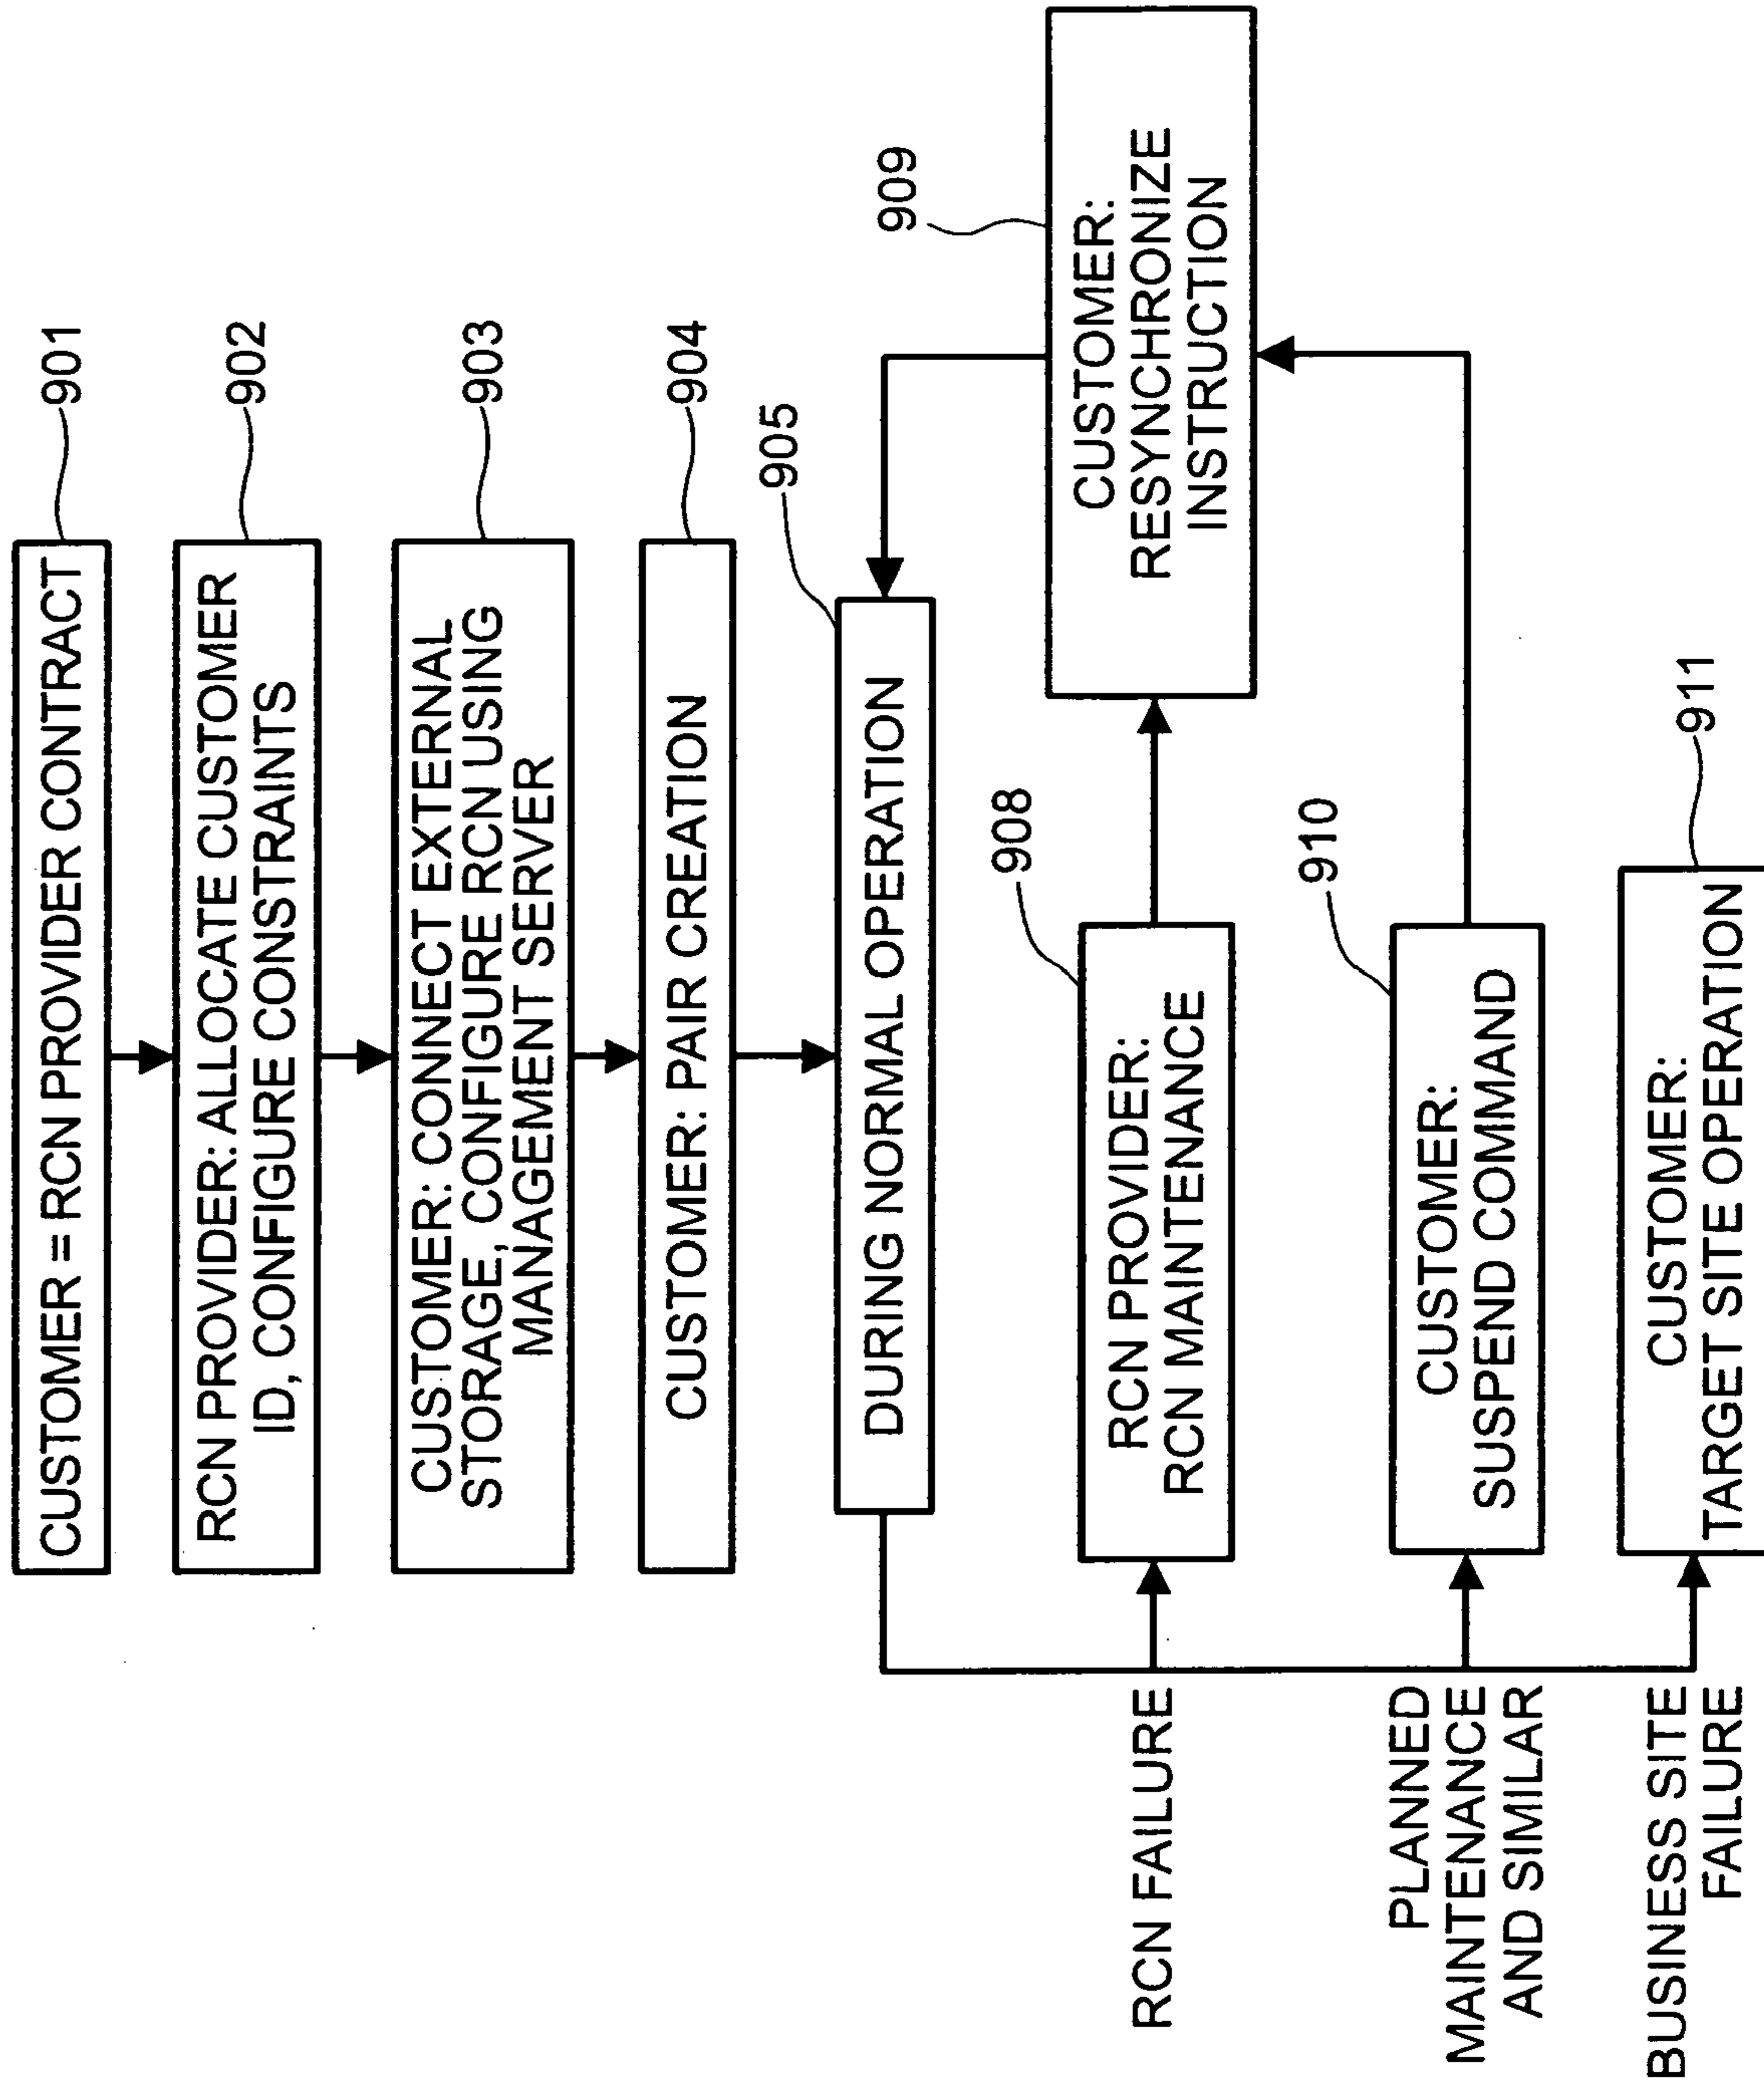 CUSTOMER = RCN PROVIDER CONTRACT
901
RCN PROVIDER: ALLOCATE CUSTOMER
ID, CONFIGURE CONSTRAINTS
902
CUSTOMER: CONNECT EXTERNAL
STORAGE, CONFIGURE RCN USING
MANAGEMENT SERVER
903
CUSTOMER: PAIR CREATION
904
DURING NORMAL OPERATION
905
RCN FAILURE
RCN PROVIDER:
RCN MAINTENANCE
908
CUSTOMER:
RESYNCHRONIZE
INSTRUCTION
909
PLANNED
MAINTENANCE
AND SIMILAR
CUSTOMER:
SUSPEND COMMAND
910
BUSINESS SITE
FAILURE
CUSTOMER:
TARGET SITE OPERATION
911